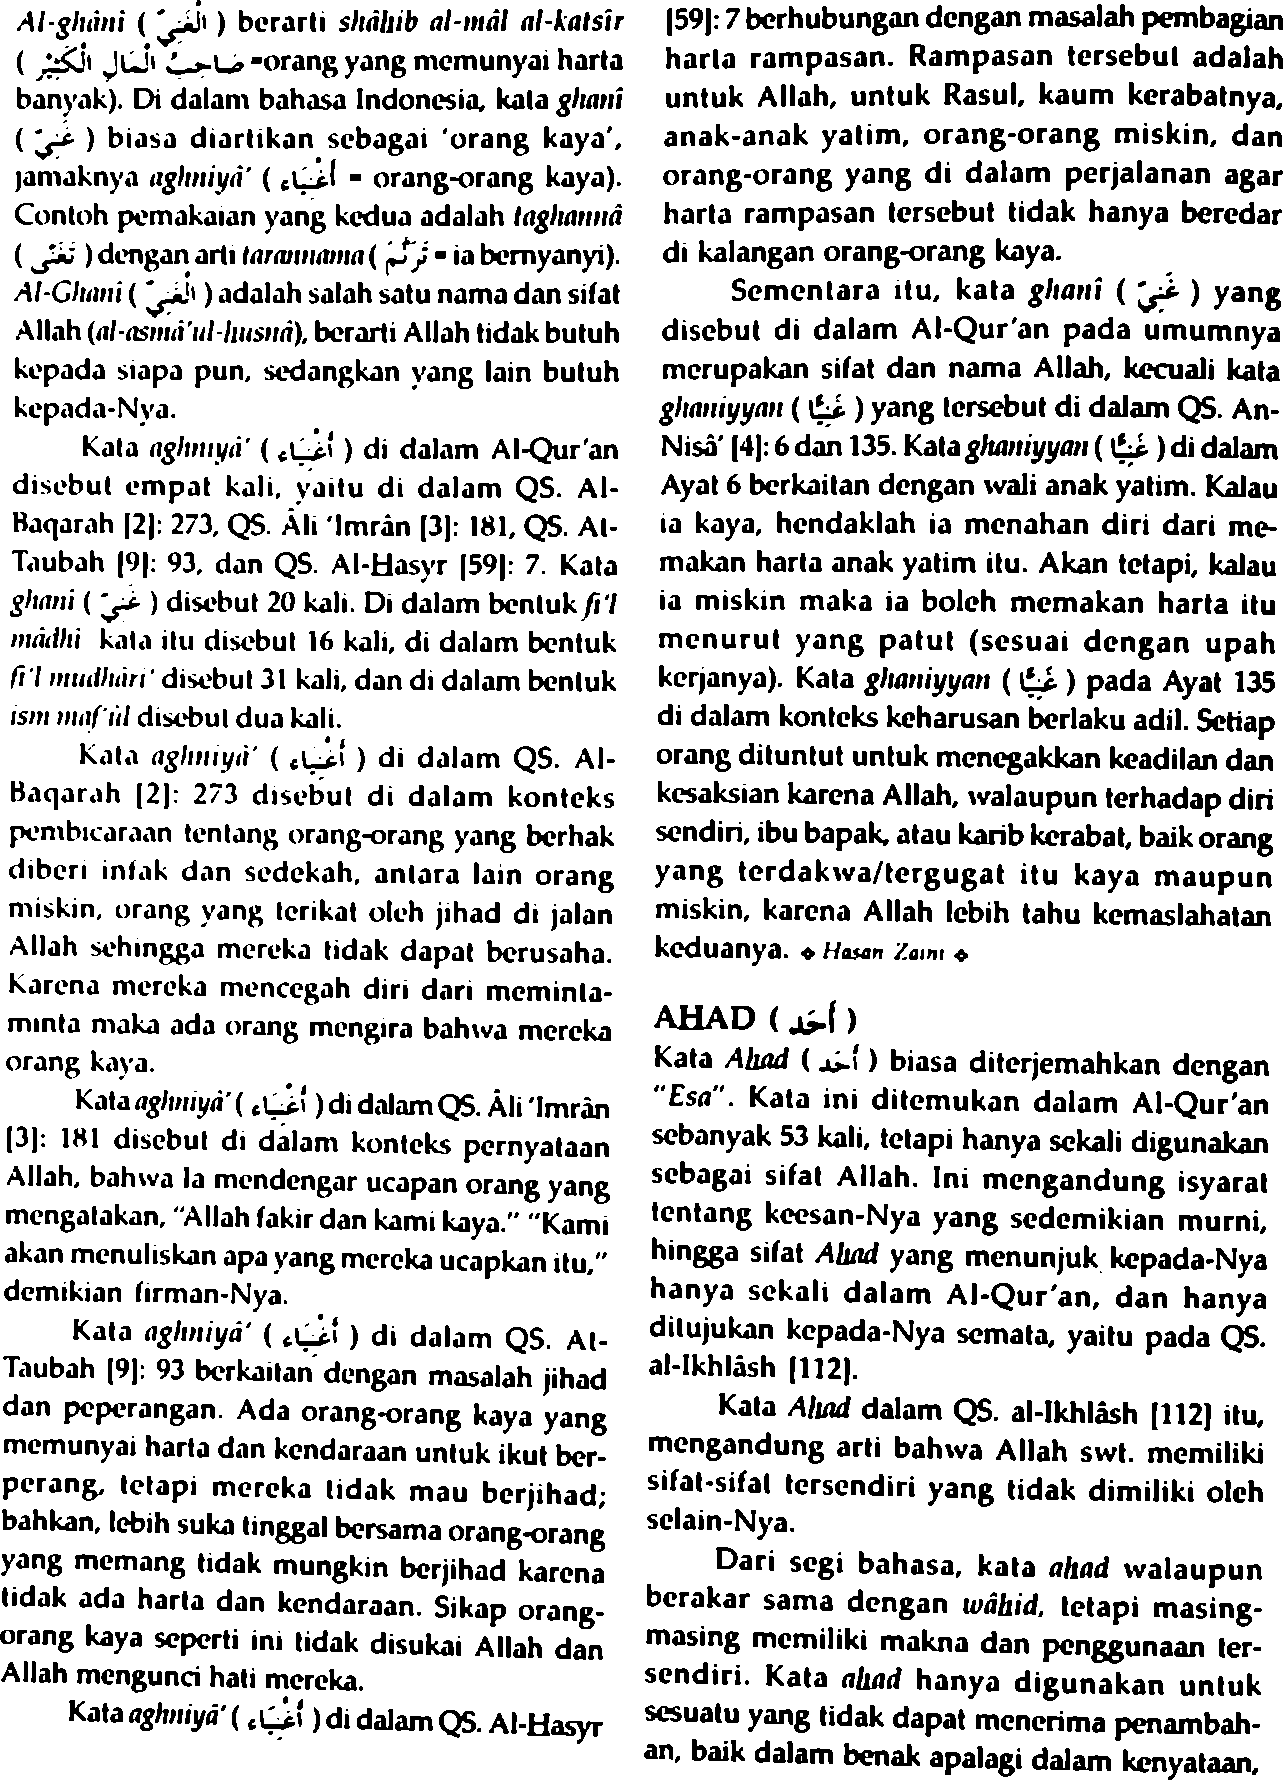 Al-ghânî ( الْغَنِيّ ) berarti shâhib al-mâl al-katsîr
( صَاحِبُ الْمَالِ الْكَثِيْرِ =orang yang memunyai harta
banyak). Di dalam bahasa Indonesia, kata ghanî
( غَنِيّ ) biasa diartikan sebagai ‘orang kaya’,
jamaknya aghniyâ’ ( أَغْنِيَاء = orang-orang kaya).
Contoh pemakaian yang kedua adalah taghannâ
( تَغَنَّى ) dengan arti tarannama ( تَرَنَّمَ = ia bernyanyi).
Al-Ghanî ( الْغَنِيّ ) adalah salah satu nama dan sifat
Allah (al-asmâ’ul-husnâ), berarti Allah tidak butuh
kepada siapa pun, sedangkan yang lain butuh
kepada-Nya.
Kata aghniyâ’ ( أَغْنِيَاء ) di dalam Al-Qur’an
disebut empat kali, yaitu di dalam QS. Al-
Baqarah [2]: 273, QS. Âli ‘Imrân [3]: 181, QS. At-
Taubah [9]: 93, dan QS. Al-Hasyr [59]: 7. Kata
ghani ( غَنِيّ ) disebut 20 kali. Di dalam bentuk fi‘l
mâdhi kata itu disebut 16 kali, di dalam bentuk
fi‘l mudhâri‘ disebut 31 kali, dan di dalam bentuk
ism maf‘ûl disebut dua kali.
Kata aghniyâ’ ( أَغْنِيَاء ) di dalam QS. Al-
Baqarah [2]: 273 disebut di dalam konteks
pembicaraan tentang orang-orang yang berhak
diberi infak dan sedekah, antara lain orang
miskin, orang yang terikat oleh jihad di jalan
Allah sehingga mereka tidak dapat berusaha.
Karena mereka mencegah diri dari meminta-
minta maka ada orang mengira bahwa mereka
orang kaya.
Kata aghniyâ’ ( أَغْنِيَاء ) di dalam QS. Âli ‘Imrân
[3]: 181 disebut di dalam konteks pernyataan
Allah, bahwa Ia mendengar ucapan orang yang
mengatakan, “Allah fakir dan kami kaya.” “Kami
akan menuliskan apa yang mereka ucapkan itu,”
demikian firman-Nya.
Kata aghniyâ’ ( أَغْنِيَاء ) di dalam QS. At-
Taubah [9]: 93 berkaitan dengan masalah jihad
dan peperangan. Ada orang-orang kaya yang
memunyai harta dan kendaraan untuk ikut ber-
perang, tetapi mereka tidak mau berjihad;
bahkan, lebih suka tinggal bersama orang-orang
yang memang tidak mungkin berjihad karena
tidak ada harta dan kendaraan. Sikap orang-
orang kaya seperti ini tidak disukai Allah dan
Allah mengunci hati mereka.
Kata aghniyâ’ ( أَغْنِيَاء ) di dalam QS. Al-Hasyr
[59]: 7 berhubungan dengan masalah pembagian
harta rampasan. Rampasan tersebut adalah
untuk Allah, untuk Rasul, kaum kerabatnya,
anak-anak yatim, orang-orang miskin, dan
orang-orang yang di dalam perjalanan agar
harta rampasan tersebut tidak hanya beredar
di kalangan orang-orang kaya.
Sementara itu, kata ghanî ( غَنِيّ ) yang
disebut di dalam Al-Qur’an pada umumnya
merupakan sifat dan nama Allah, kecuali kata
ghaniyyan ( غَنِيًّا ) yang tersebut di dalam QS. An-
Nisâ’ [4]: 6 dan 135. Kata ghaniyyan ( غَنِيًّا ) di dalam
Ayat 6 berkaitan dengan wali anak yatim. Kalau
ia kaya, hendaklah ia menahan diri dari me-
makan harta anak yatim itu. Akan tetapi, kalau
ia miskin maka ia boleh memakan harta itu
menurut yang patut (sesuai dengan upah
kerjanya). Kata ghaniyyan ( غَنِيًّا ) pada Ayat 135
di dalam konteks keharusan berlaku adil. Setiap
orang dituntut untuk menegakkan keadilan dan
kesaksian karena Allah, walaupun terhadap diri
sendiri, ibu bapak, atau karib kerabat, baik orang
yang terdakwa/tergugat itu kaya maupun
miskin, karena Allah lebih tahu kemaslahatan
keduanya. ❖ Hasan Zaini ❖
AHAD ( أَحَد )
Kata Ahad ( أَحَد ) biasa diterjemahkan dengan
“Esa”. Kata ini ditemukan dalam Al-Qur’an
sebanyak 53 kali, tetapi hanya sekali digunakan
sebagai sifat Allah. Ini mengandung isyarat
tentang keesan-Nya yang sedemikian murni,
hingga sifat Ahad yang menunjuk kepada-Nya
hanya sekali dalam Al-Qur’an, dan hanya
ditujukan kepada-Nya semata, yaitu pada QS.
al-Ikhlâsh [112].
Kata Ahad dalam QS. al-Ikhlâsh [112] itu,
mengandung arti bahwa Allah swt. memiliki
sifat-sifat tersendiri yang tidak dimiliki oleh
selain-Nya.
Dari segi bahasa, kata ahad walaupun
berakar sama dengan wâhid, tetapi masing-
masing memiliki makna dan penggunaan ter-
sendiri. Kata ahad hanya digunakan untuk
sesuatu yang tidak dapat menerima penambah-
an, baik dalam benak apalagi dalam kenyataan,